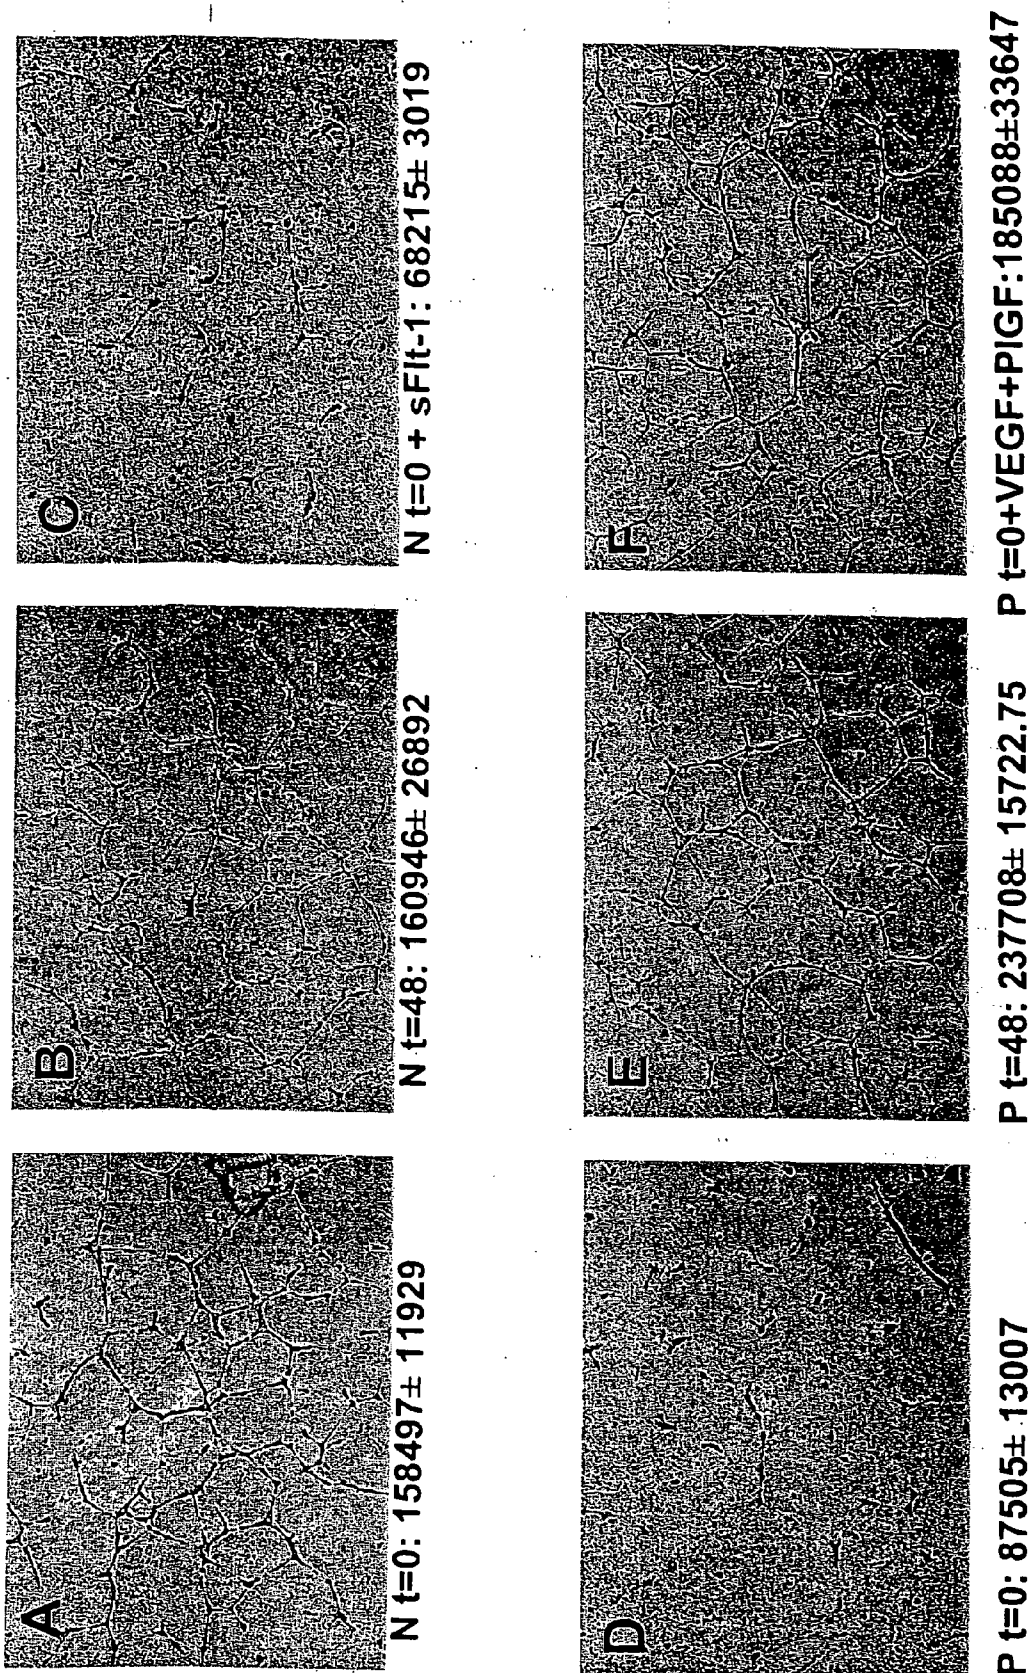 A
N t=0: 158497± 11929
B
N t=48: 160946± 26892
C
N t=0 + sFlt-1: 68215± 3019
D
P t=0: 87505± 13007
E
P t=48: 237708± 15722.75
F
P t=0+VEGF+PlGF:185088±33647